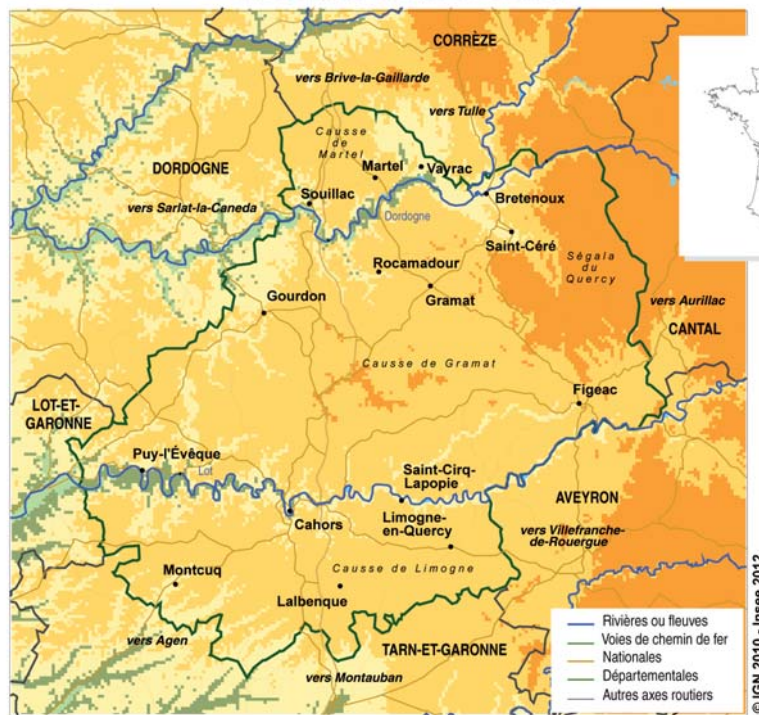 CORRÈZE
vers Brive-la-Gaillarde
vers Tulle
Causse
de
Martel
DORDOGNE
Martel
Vayrac
vers Sarlat-la-Caneda
Souillac
Bretenoux
Dordogne
Saint-Céré
Rocamadour
Ségala
du
Quercy
Gourdon
Gramat
vers Aurillac
CANTAL
Causse de Gramat
LOT-ET-
GARONNE
Figeac
Puy-l'Évêque
Lot
Saint-Cirq-
Lapopie
AVEYRON
Cahors
Limogne-
en-Quercy
vers Villefranche-
de-Rouergue
Montcuq
Causse de Limogne
Lalbenque
vers Agen
TARN-ET-GARONNE
vers Montauban
Rivières ou fleuves
Voies de chemin de fer
Nationales
Départementales
Autres axes routiers
© IGN 2010 - Insee 2012